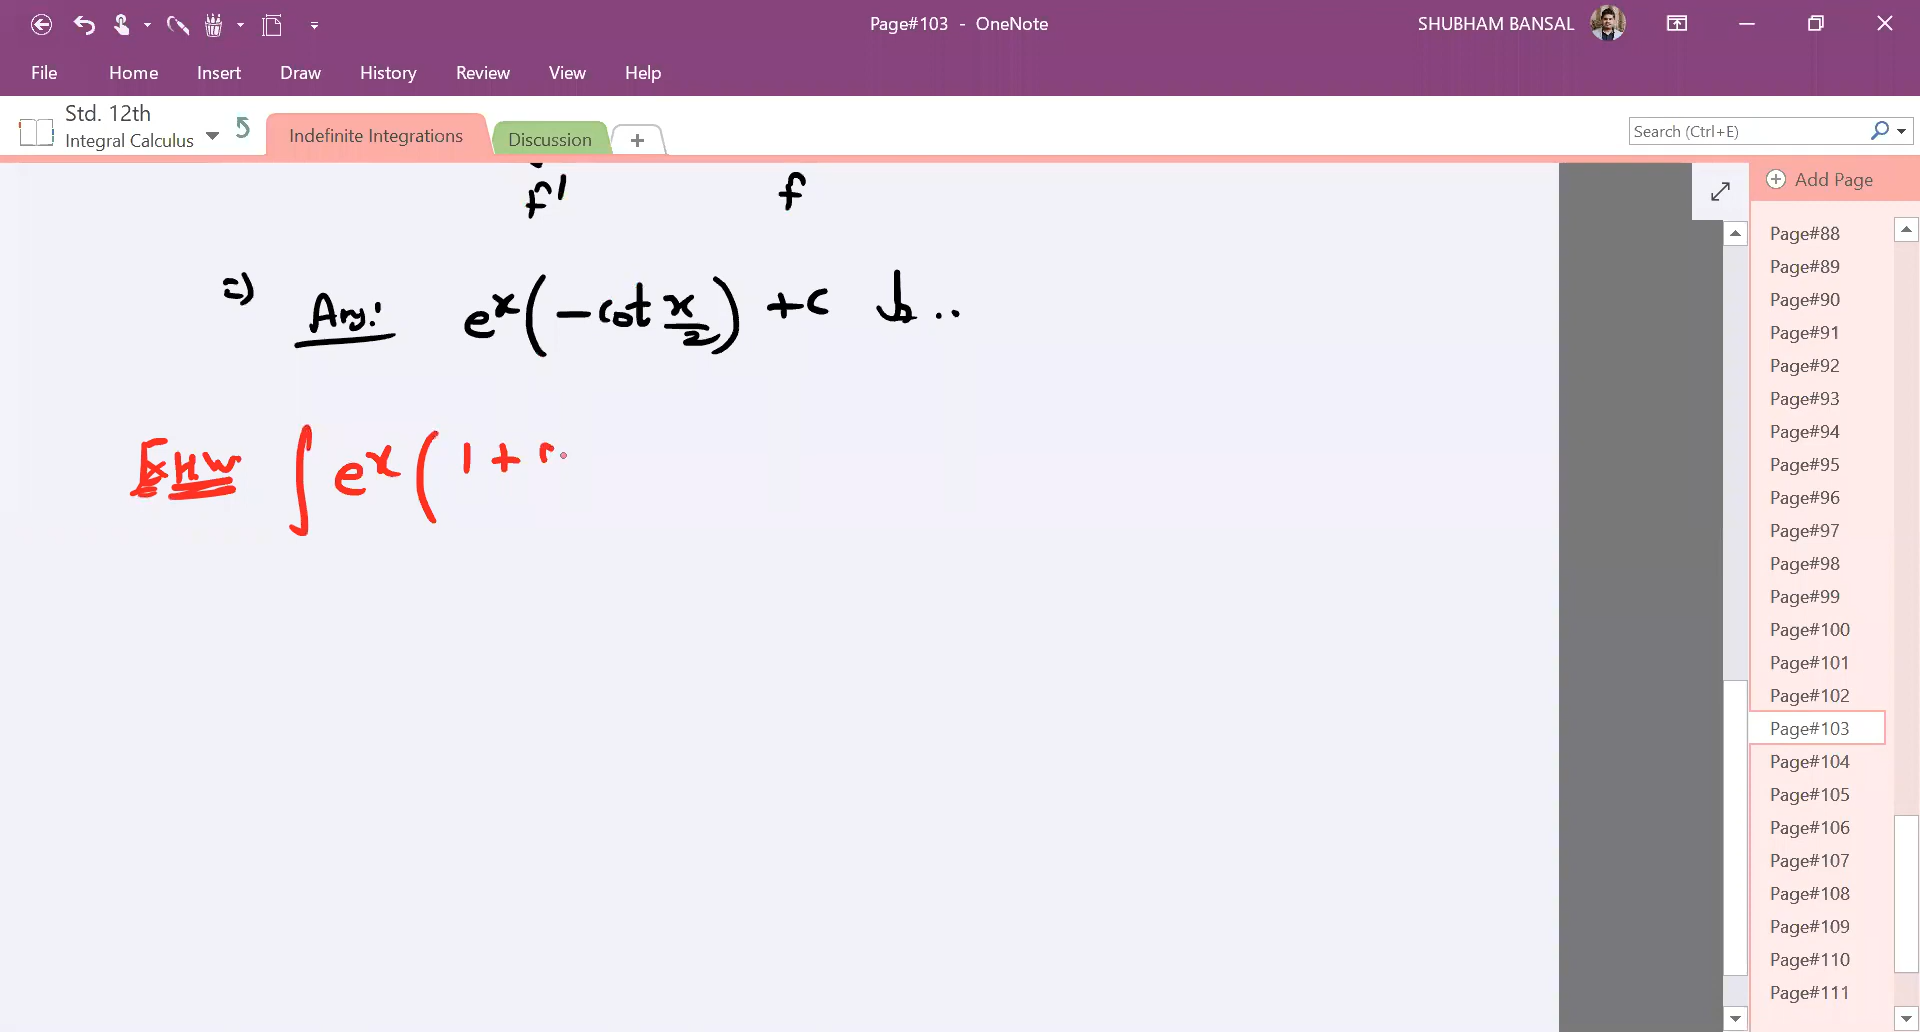 Page#103 - OneNote
SHUBHAM BANSAL
File Home Insert Draw History Review View Help
Std. 12th
Integral Calculus
Indefinite Integrations
Discussion
+
Search (Ctrl+E)
Add Page
f' f
=) Ans: e^x(-cot x/2) +c
Ex HW ∫ e^x ( 1 +
Page#88
Page#89
Page#90
Page#91
Page#92
Page#93
Page#94
Page#95
Page#96
Page#97
Page#98
Page#99
Page#100
Page#101
Page#102
Page#103
Page#104
Page#105
Page#106
Page#107
Page#108
Page#109
Page#110
Page#111